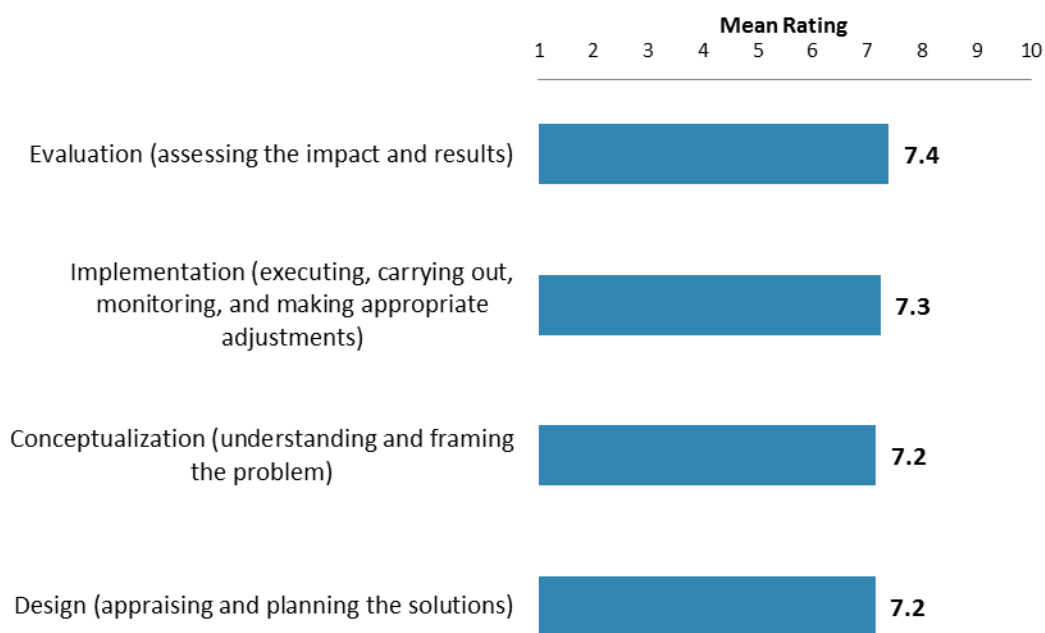 Mean Rating
1 2 3 4 5 6 7 8 9 10
Evaluation (assessing the impact and results)
7.4
Implementation (executing, carrying out,
monitoring, and making appropriate
adjustments)
7.3
Conceptualization (understanding and framing
the problem)
7.2
Design (appraising and planning the solutions)
7.2